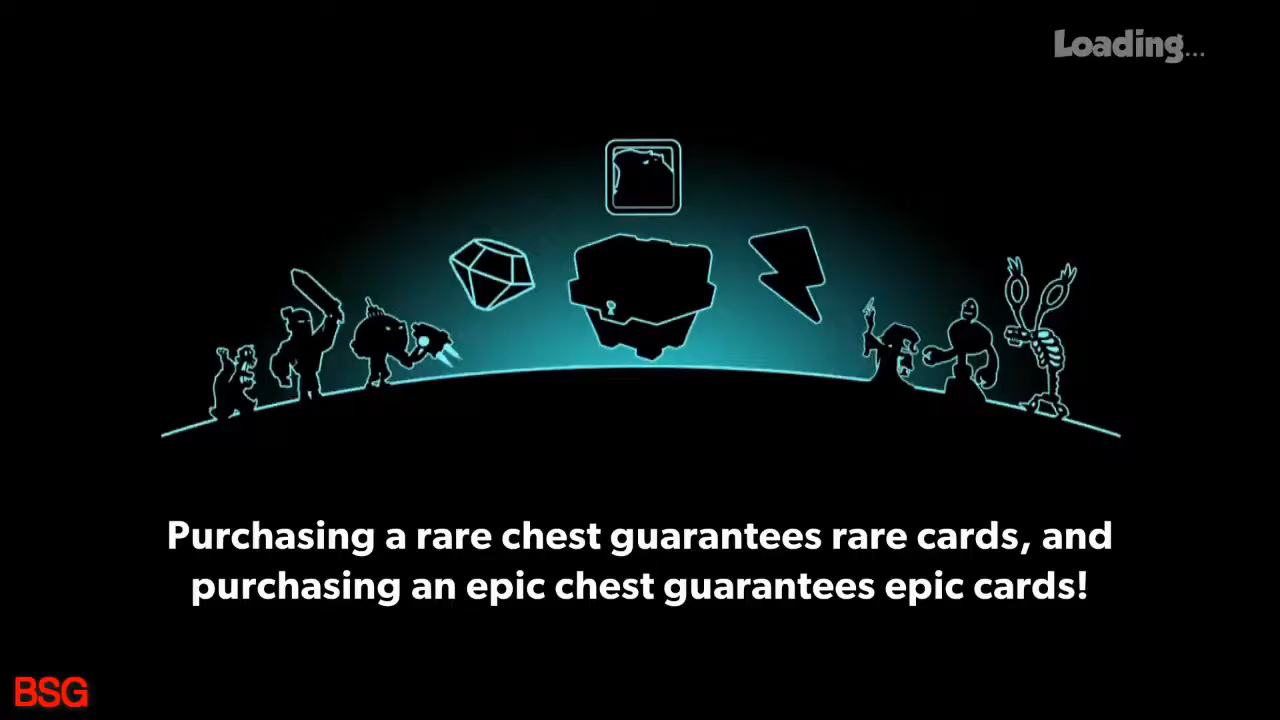 Loading...
Purchasing a rare chest guarantees rare cards, and
purchasing an epic chest guarantees epic cards!
BSG